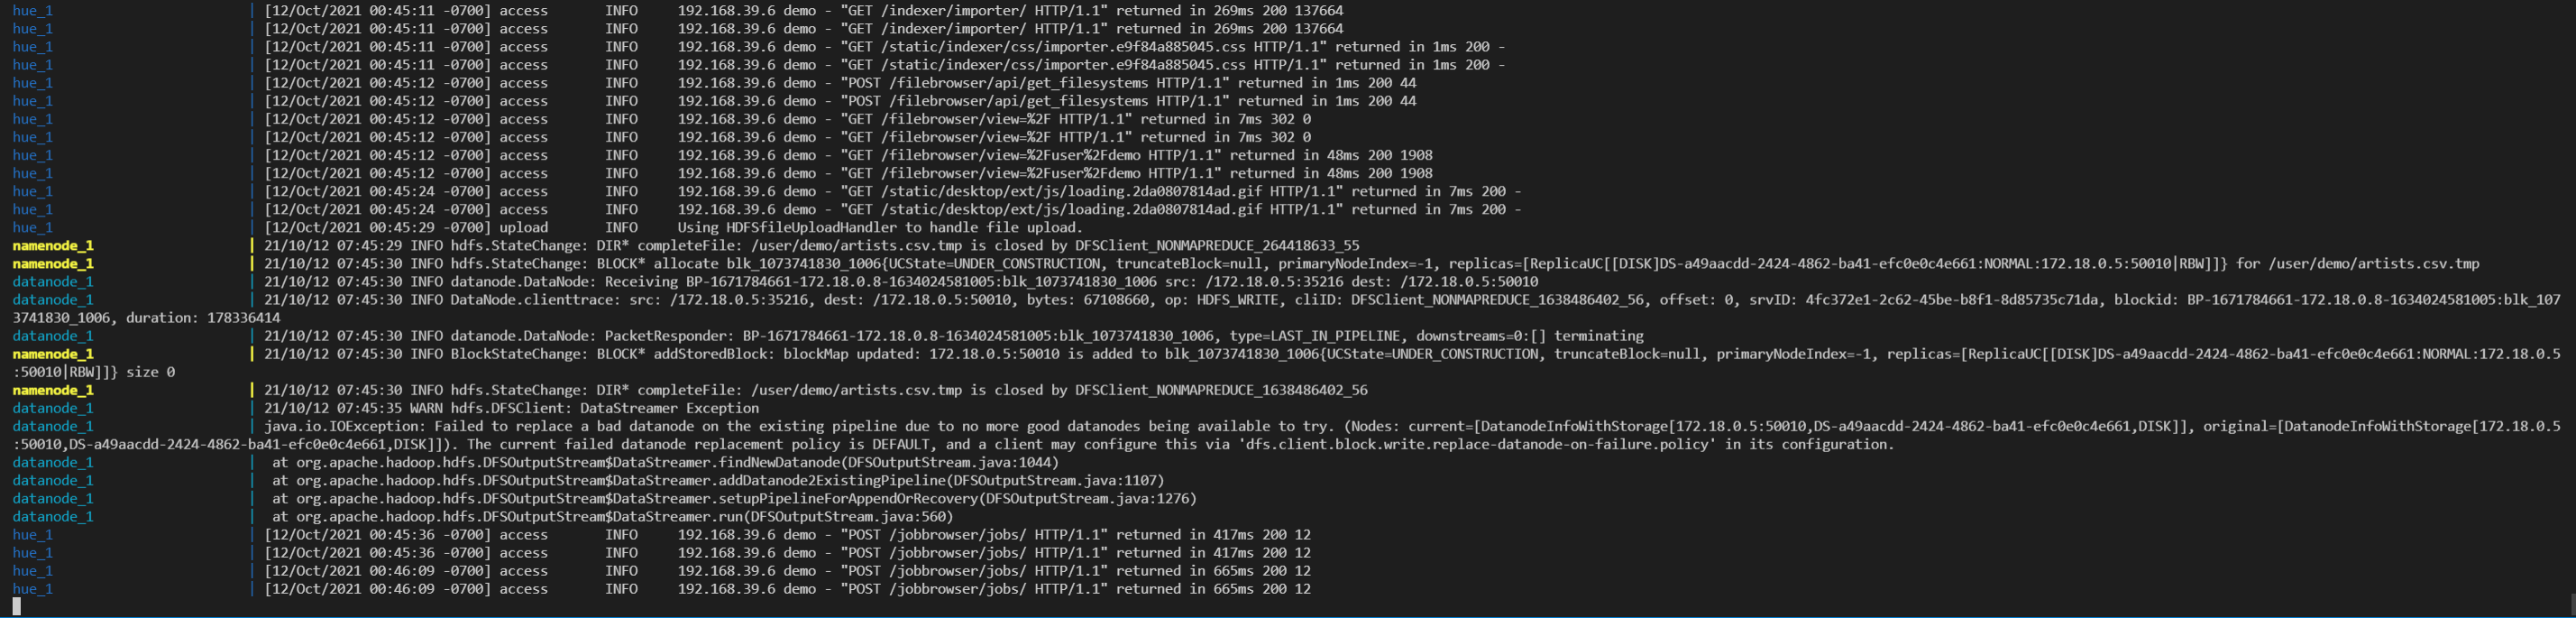 hue_1 | [12/Oct/2021 00:45:11 -0700] access INFO 192.168.39.6 demo - "GET /indexer/importer/ HTTP/1.1" returned in 269ms 200 137664
hue_1 | [12/Oct/2021 00:45:11 -0700] access INFO 192.168.39.6 demo - "GET /indexer/importer/ HTTP/1.1" returned in 269ms 200 137664
hue_1 | [12/Oct/2021 00:45:11 -0700] access INFO 192.168.39.6 demo - "GET /static/indexer/css/importer.e9f84a885045.css HTTP/1.1" returned in 1ms 200 -
hue_1 | [12/Oct/2021 00:45:11 -0700] access INFO 192.168.39.6 demo - "GET /static/indexer/css/importer.e9f84a885045.css HTTP/1.1" returned in 1ms 200 -
hue_1 | [12/Oct/2021 00:45:12 -0700] access INFO 192.168.39.6 demo - "POST /filebrowser/api/get_filesystems HTTP/1.1" returned in 1ms 200 44
hue_1 | [12/Oct/2021 00:45:12 -0700] access INFO 192.168.39.6 demo - "POST /filebrowser/api/get_filesystems HTTP/1.1" returned in 1ms 200 44
hue_1 | [12/Oct/2021 00:45:12 -0700] access INFO 192.168.39.6 demo - "GET /filebrowser/view=%2F HTTP/1.1" returned in 7ms 302 0
hue_1 | [12/Oct/2021 00:45:12 -0700] access INFO 192.168.39.6 demo - "GET /filebrowser/view=%2F HTTP/1.1" returned in 7ms 302 0
hue_1 | [12/Oct/2021 00:45:12 -0700] access INFO 192.168.39.6 demo - "GET /filebrowser/view=%2Fuser%2Fdemo HTTP/1.1" returned in 48ms 200 1908
hue_1 | [12/Oct/2021 00:45:12 -0700] access INFO 192.168.39.6 demo - "GET /filebrowser/view=%2Fuser%2Fdemo HTTP/1.1" returned in 48ms 200 1908
hue_1 | [12/Oct/2021 00:45:24 -0700] access INFO 192.168.39.6 demo - "GET /static/desktop/ext/js/loading.2da0807814ad.gif HTTP/1.1" returned in 7ms 200 -
hue_1 | [12/Oct/2021 00:45:24 -0700] access INFO 192.168.39.6 demo - "GET /static/desktop/ext/js/loading.2da0807814ad.gif HTTP/1.1" returned in 7ms 200 -
hue_1 | [12/Oct/2021 00:45:29 -0700] upload INFO Using HDFSfileUploadHandler to handle file upload.
namenode_1 | 21/10/12 07:45:29 INFO hdfs.StateChange: DIR* completeFile: /user/demo/artists.csv.tmp is closed by DFSClient_NONMAPREDUCE_264418633_55
namenode_1 | 21/10/12 07:45:30 INFO hdfs.StateChange: BLOCK* allocate blk_1073741830_1006{UCState=UNDER_CONSTRUCTION, truncateBlock=null, primaryNodeIndex=-1, replicas=[ReplicaUC[[DISK]DS-a49aacdd-2424-4862-ba41-efc0e0c4e661:NORMAL:172.18.0.5:50010|RBW]]} for /user/demo/artists.csv.tmp
datanode_1 | 21/10/12 07:45:30 INFO datanode.DataNode: Receiving BP-1671784661-172.18.0.8-1634024581005:blk_1073741830_1006 src: /172.18.0.5:35216 dest: /172.18.0.5:50010
datanode_1 | 21/10/12 07:45:30 INFO DataNode.clienttrace: src: /172.18.0.5:35216, dest: /172.18.0.5:50010, bytes: 67108660, op: HDFS_WRITE, cliID: DFSClient_NONMAPREDUCE_1638486402_56, offset: 0, srvID: 4fc372e1-2c62-45be-b8f1-8d85735c71da, blockid: BP-1671784661-172.18.0.8-1634024581005:blk_107
3741830_1006, duration: 178336414
datanode_1 | 21/10/12 07:45:30 INFO datanode.DataNode: PacketResponder: BP-1671784661-172.18.0.8-1634024581005:blk_1073741830_1006, type=LAST_IN_PIPELINE, downstreams=0:[] terminating
namenode_1 | 21/10/12 07:45:30 INFO BlockStateChange: BLOCK* addStoredBlock: blockMap updated: 172.18.0.5:50010 is added to blk_1073741830_1006{UCState=UNDER_CONSTRUCTION, truncateBlock=null, primaryNodeIndex=-1, replicas=[ReplicaUC[[DISK]DS-a49aacdd-2424-4862-ba41-efc0e0c4e661:NORMAL:172.18.0.5
:50010|RBW]]} size 0
namenode_1 | 21/10/12 07:45:30 INFO hdfs.StateChange: DIR* completeFile: /user/demo/artists.csv.tmp is closed by DFSClient_NONMAPREDUCE_1638486402_56
datanode_1 | 21/10/12 07:45:35 WARN hdfs.DFSClient: DataStreamer Exception
datanode_1 | java.io.IOException: Failed to replace a bad datanode on the existing pipeline due to no more good datanodes being available to try. (Nodes: current=[DatanodeInfoWithStorage[172.18.0.5:50010,DS-a49aacdd-2424-4862-ba41-efc0e0c4e661,DISK]], original=[DatanodeInfoWithStorage[172.18.0.5
:50010,DS-a49aacdd-2424-4862-ba41-efc0e0c4e661,DISK]]). The current failed datanode replacement policy is DEFAULT, and a client may configure this via 'dfs.client.block.write.replace-datanode-on-failure.policy' in its configuration.
datanode_1 | at org.apache.hadoop.hdfs.DFSOutputStream$DataStreamer.findNewDatanode(DFSOutputStream.java:1044)
datanode_1 | at org.apache.hadoop.hdfs.DFSOutputStream$DataStreamer.addDatanode2ExistingPipeline(DFSOutputStream.java:1107)
datanode_1 | at org.apache.hadoop.hdfs.DFSOutputStream$DataStreamer.setupPipelineForAppendOrRecovery(DFSOutputStream.java:1276)
datanode_1 | at org.apache.hadoop.hdfs.DFSOutputStream$DataStreamer.run(DFSOutputStream.java:560)
hue_1 | [12/Oct/2021 00:45:36 -0700] access INFO 192.168.39.6 demo - "POST /jobbrowser/jobs/ HTTP/1.1" returned in 417ms 200 12
hue_1 | [12/Oct/2021 00:45:36 -0700] access INFO 192.168.39.6 demo - "POST /jobbrowser/jobs/ HTTP/1.1" returned in 417ms 200 12
hue_1 | [12/Oct/2021 00:46:09 -0700] access INFO 192.168.39.6 demo - "POST /jobbrowser/jobs/ HTTP/1.1" returned in 665ms 200 12
hue_1 | [12/Oct/2021 00:46:09 -0700] access INFO 192.168.39.6 demo - "POST /jobbrowser/jobs/ HTTP/1.1" returned in 665ms 200 12